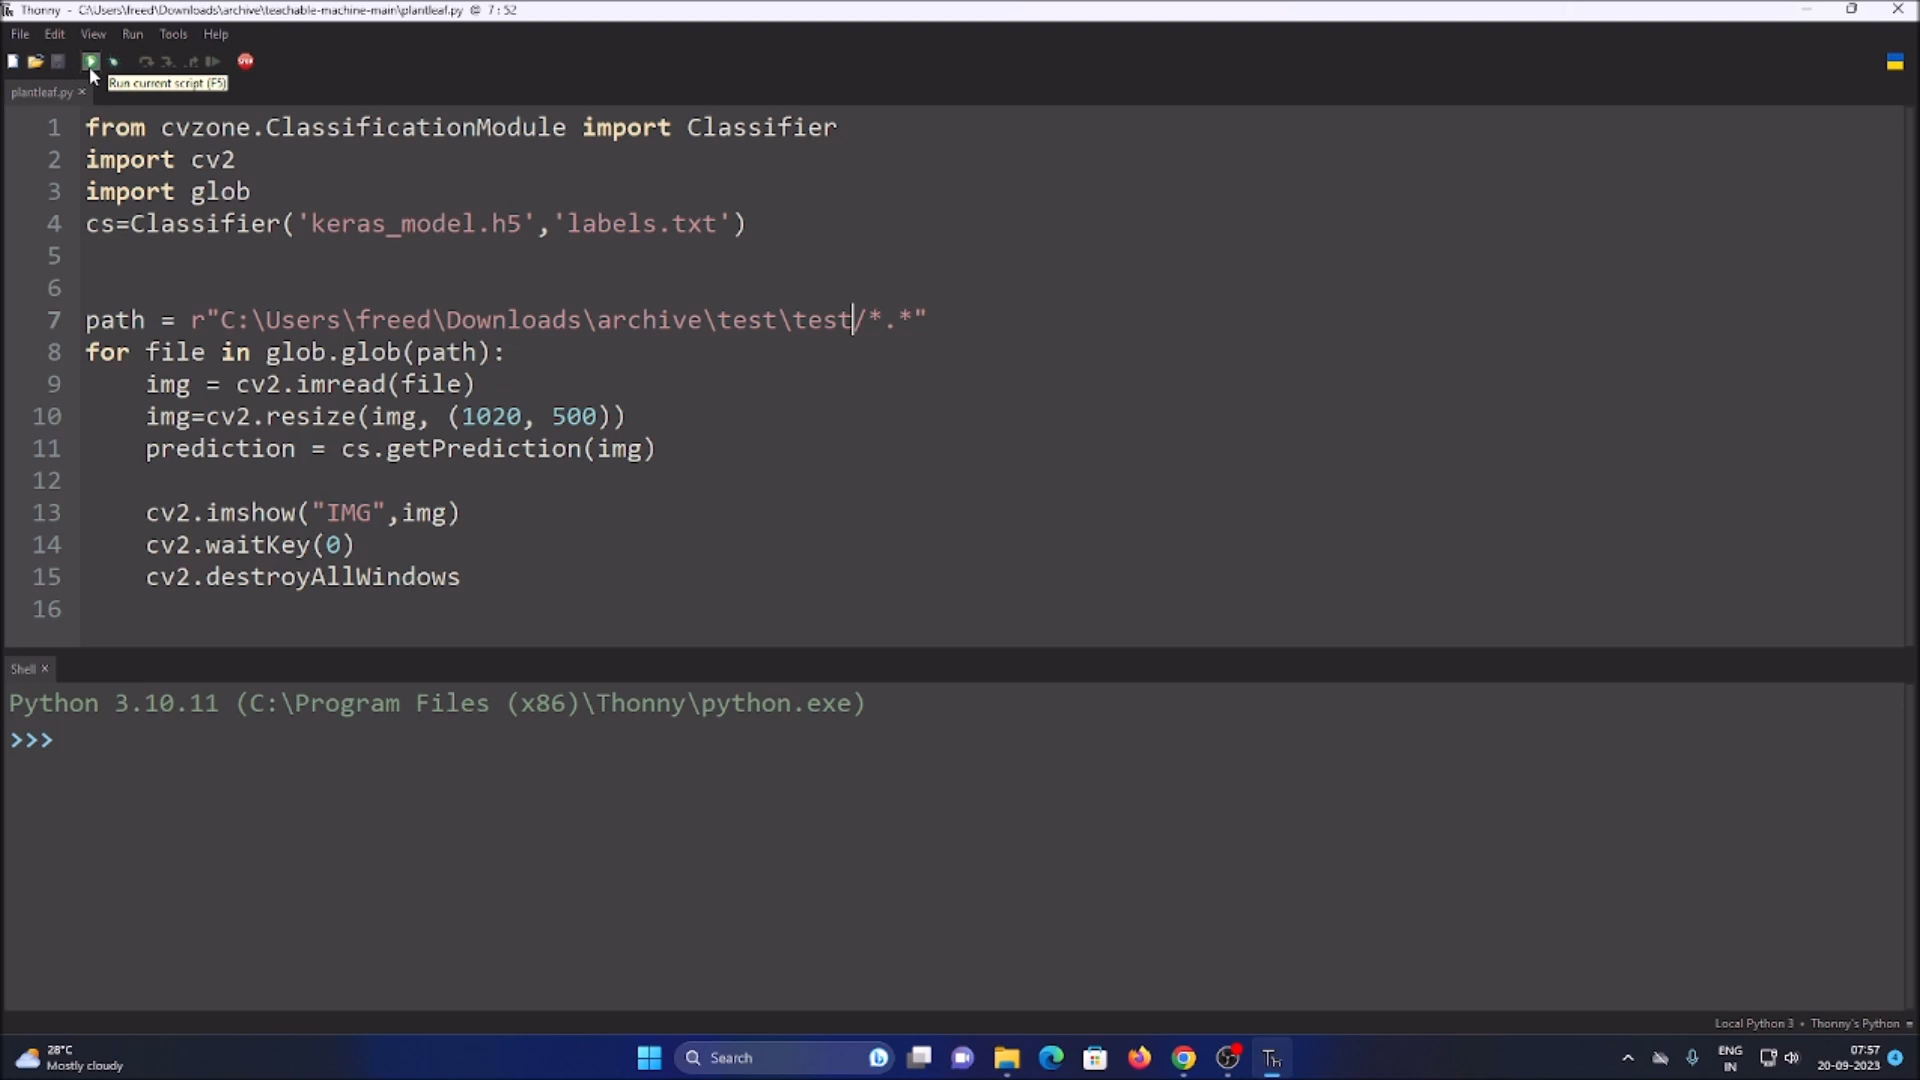 Thonny - C:\Users\freed\Downloads\archive\teachable-machine-main\plantleaf.py @ 7 : 52
File Edit View Run Tools Help
Run current script (F5)
plantleaf.py ×
1 from cvzone.ClassificationModule import Classifier
2 import cv2
3 import glob
4 cs=Classifier('keras_model.h5','labels.txt')
5
6
7 path = r"C:\Users\freed\Downloads\archive\test\test/*.*"
8 for file in glob.glob(path):
9 img = cv2.imread(file)
10 img=cv2.resize(img, (1020, 500))
11 prediction = cs.getPrediction(img)
12
13 cv2.imshow("IMG",img)
14 cv2.waitKey(0)
15 cv2.destroyAllWindows
16
Shell ×
Python 3.10.11 (C:\Program Files (x86)\Thonny\python.exe)
>>>
Local Python 3 • Thonny's Python
28°C
Mostly cloudy
Search
Th
ENG
IN
07:57
20-09-2023
4